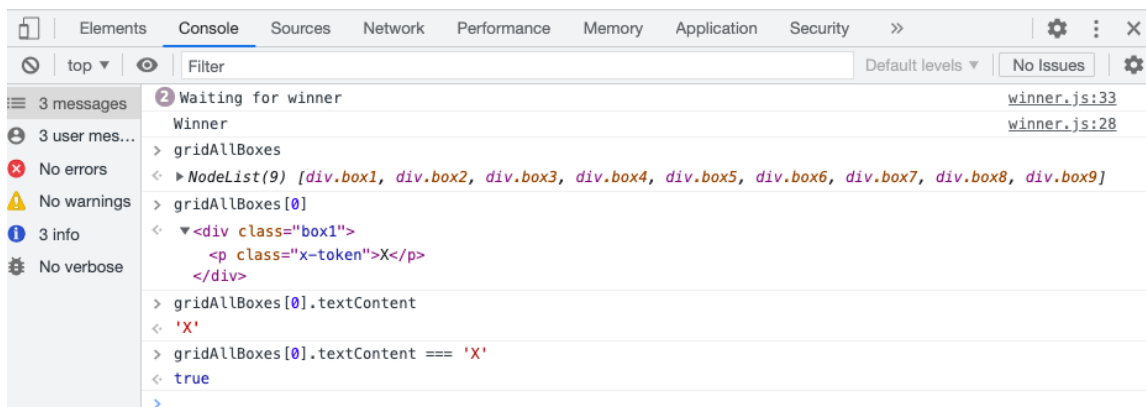 Elements Console Sources Network Performance Memory Application Security »
top ▼ Filter Default levels ▼ No Issues
3 messages
3 user mes...
No errors
No warnings
3 info
No verbose
2 Waiting for winner winner.js:33
Winner winner.js:28
> gridAllBoxes
<· ▶ NodeList(9) [div.box1, div.box2, div.box3, div.box4, div.box5, div.box6, div.box7, div.box8, div.box9]
> gridAllBoxes[0]
<· ▼<div class="box1">
<p class="x-token">X</p>
</div>
> gridAllBoxes[0].textContent
<· 'X'
> gridAllBoxes[0].textContent === 'X'
<· true
>